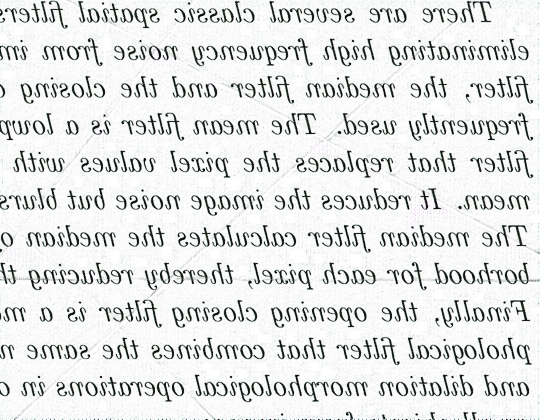 There are several classic spatial filters
eliminating high frequency noise from im
filter, the median filter and the closing
frequently used. The mean filter is a lowp
filter that replaces the pixel values with
mean. It reduces the image noise but blurs
The median filter calculates the median o
borhood for each pixel, thereby reducing th
Finally, the opening closing filter is a
phological filter that combines the same
and dilation morphological operations in o